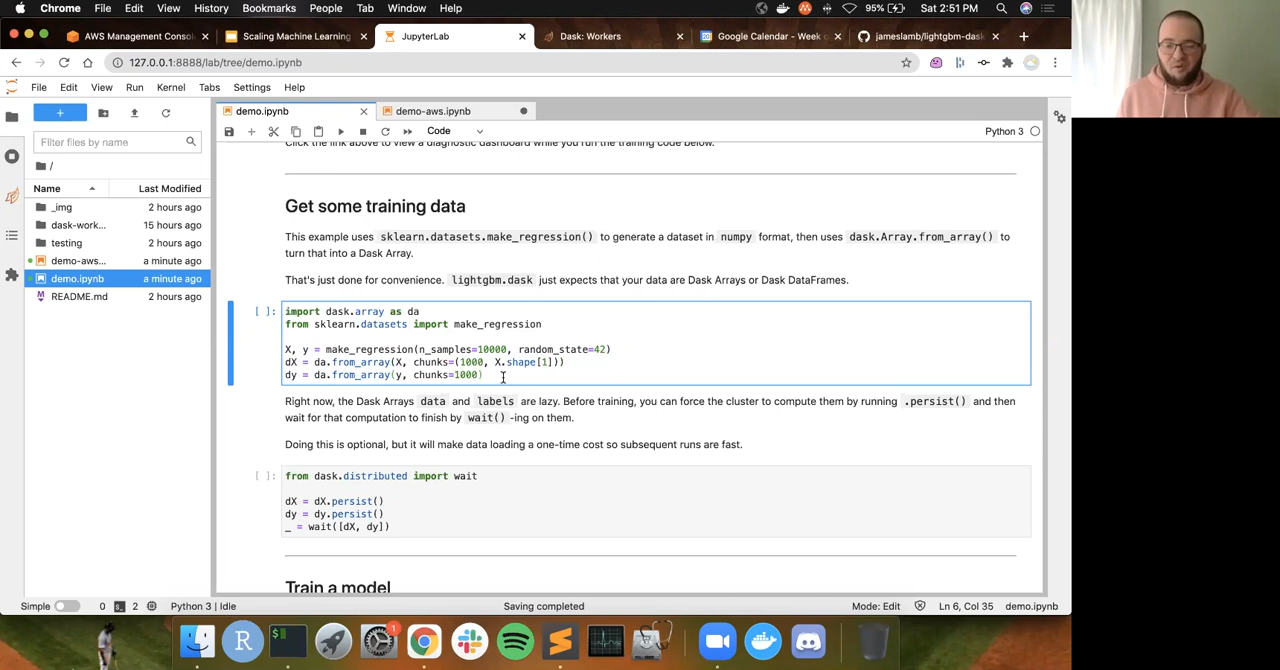 Chrome File Edit View History Bookmarks People Tab Window Help 95% Sat 2:51 PM
AWS Management Conso Scaling Machine Learning JupyterLab Dask: Workers Google Calendar - Week o jameslamb/lightgbm-dask
127.0.0.1:8888/lab/tree/demo.ipynb
File Edit View Run Kernel Tabs Settings Help
demo.ipynb demo-aws.ipynb
Code Python 3
Filter files by name
/
Name Last Modified
_img 2 hours ago
dask-work... 15 hours ago
testing 2 hours ago
demo-aws... a minute ago
demo.ipynb a minute ago
README.md 2 hours ago
Click the link above to view a diagnostic dashboard while you run the training code below.
Get some training data
This example uses sklearn.datasets.make_regression() to generate a dataset in numpy format, then uses dask.Array.from_array() to
turn that into a Dask Array.
That's just done for convenience. lightgbm.dask just expects that your data are Dask Arrays or Dask DataFrames.
[ ]: import dask.array as da
from sklearn.datasets import make_regression
X, y = make_regression(n_samples=10000, random_state=42)
dX = da.from_array(X, chunks=(1000, X.shape[1]))
dy = da.from_array(y, chunks=1000)
Right now, the Dask Arrays data and labels are lazy. Before training, you can force the cluster to compute them by running .persist() and then
wait for that computation to finish by wait() -ing on them.
Doing this is optional, but it will make data loading a one-time cost so subsequent runs are fast.
[ ]: from dask.distributed import wait
dX = dX.persist()
dy = dy.persist()
_ = wait([dX, dy])
Train a model
Simple 0 2 Python 3 | Idle Saving completed Mode: Edit Ln 6, Col 35 demo.ipynb
R 1